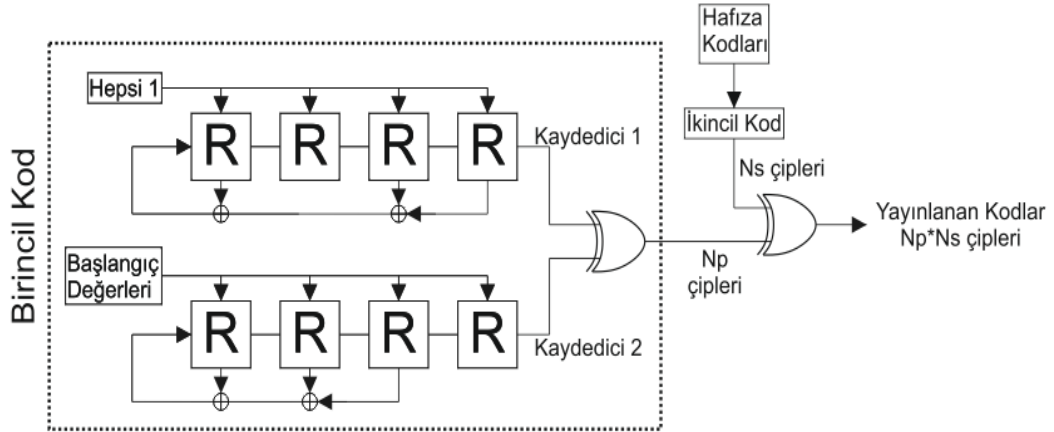 Birincil Kod
Hepsi 1
R
R
R
R
Kaydedici 1
Başlangıç
Değerleri
R
R
R
R
Kaydedici 2
Hafıza
Kodları
İkincil Kod
Ns çipleri
Np
çipleri
Yayınlanan Kodlar
Np*Ns çipleri